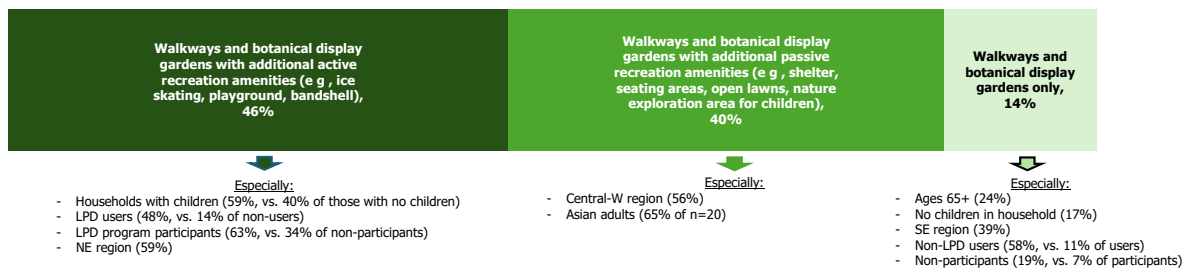 Walkways and botanical display
gardens with additional active
recreation amenities (e g , ice
skating, playground, bandshell),
46%
Walkways and botanical display
gardens with additional passive
recreation amenities (e g , shelter,
seating areas, open lawns, nature
exploration area for children),
40%
Walkways and
botanical display
gardens only,
14%
Especially:
- Households with children (59%, vs. 40% of those with no children)
- LPD users (48%, vs. 14% of non-users)
- LPD program participants (63%, vs. 34% of non-participants)
- NE region (59%)
Especially:
- Central-W region (56%)
- Asian adults (65% of n=20)
Especially:
- Ages 65+ (24%)
- No children in household (17%)
- SE region (39%)
- Non-LPD users (58%, vs. 11% of users)
- Non-participants (19%, vs. 7% of participants)